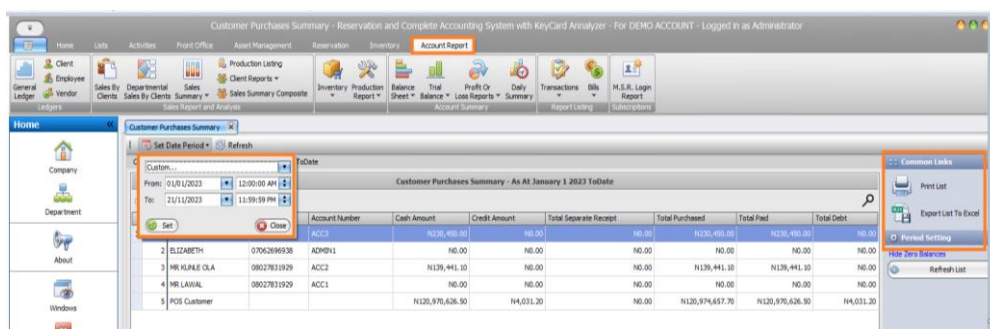 Customer Purchases Summary - Reservation and Complete Accounting System with KeyCard Annalyzer - For DEMO ACCOUNT - Logged in as Administrator
Home Lists Activities Front Office Asset Management Reservation Inventory Account Report
Client
Employee
Vendor
General Ledger
Ledgers
Sales By Clients
Departmental Sales By Clients
Sales Summary
Production Listing
Client Reports
Sales Summary Composite
Sales Report and Analysis
Inventory
Production Report
Balance Sheet
Trial Balance
Profit Or Loss Reports
Daily Summary
Account Summary
Transactions
Bills
Report Listing
M.S.R. Login Report
Subscriptions
Home
Company
Department
About
Windows
Customer Purchases Summary
Set Date Period Refresh
ToDate
Custom...
From: 01/01/2023 12:00:00 AM
To: 21/11/2023 11:59:59 PM
Set Close
Customer Purchases Summary - As At January 1 2023 ToDate
Account Number Cash Amount Credit Amount Total Separate Receipt Total Purchased Total Paid Total Debt
ACC3 N230,450.00 N0.00 N0.00 N230,450.00 N230,450.00 N0.00
2 ELIZABETH 07062696938 ADMIN1 N0.00 N0.00 N0.00 N0.00 N0.00 N0.00
3 MR KUNLE OLA 08027831929 ACC2 N139,441.10 N0.00 N0.00 N139,441.10 N139,441.10 N0.00
4 MR LAWAL 08027831929 ACC1 N0.00 N0.00 N0.00 N0.00 N0.00 N0.00
5 POS Customer N120,970,626.50 N4,031.20 N0.00 N120,974,657.70 N120,970,626.50 N4,031.20
Common Links
Print List
Export List To Excel
Period Setting
Hide Zero Balances
Refresh List